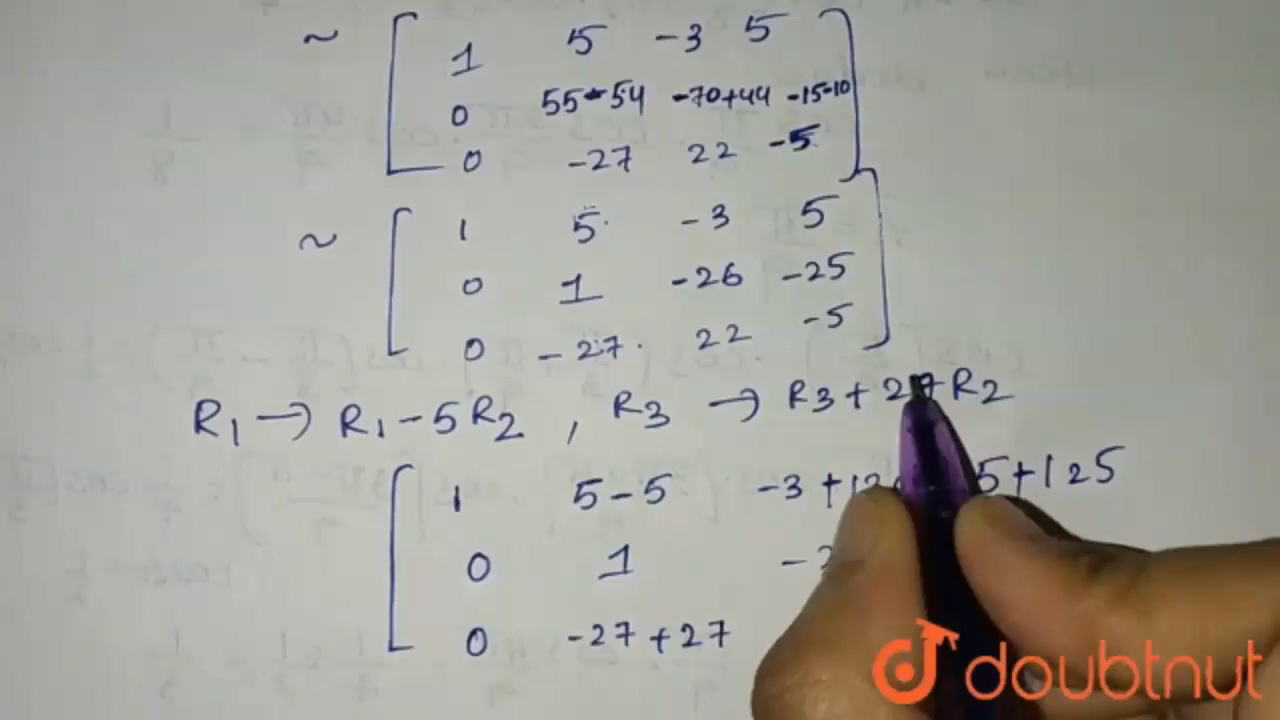 ~ 1 5 -3 5
0 55-54 -70+44 -15-10
0 -27 22 -5
~ 1 5 -3 5
0 1 -26 -25
0 -27 22 -5
R1 → R1 - 5R2 , R3 → R3 + 27R2
1 5-5 -3+13 5+125
0 1 -2
0 -27+27
doubtnut